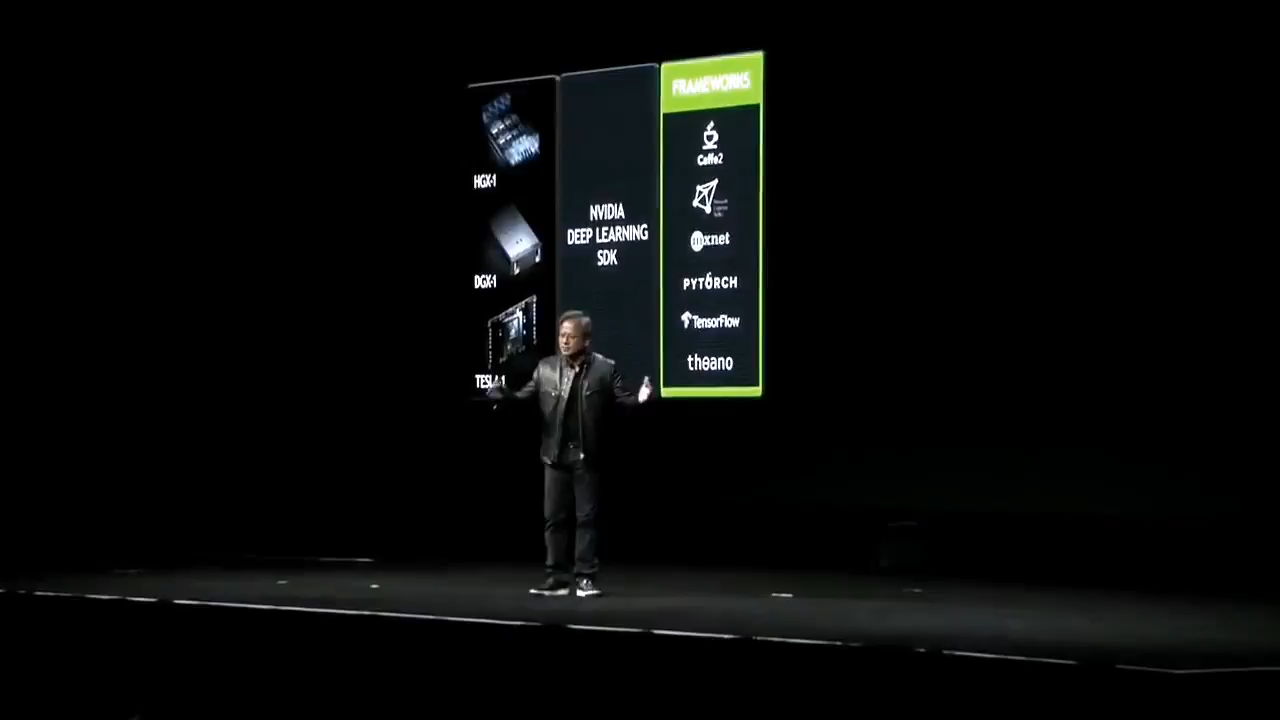 HGX-1
DGX-1
NVIDIA
DEEP LEARNING
SDK
FRAMEWORKS
Caffe2
mxnet
PYTORCH
TensorFlow
theano